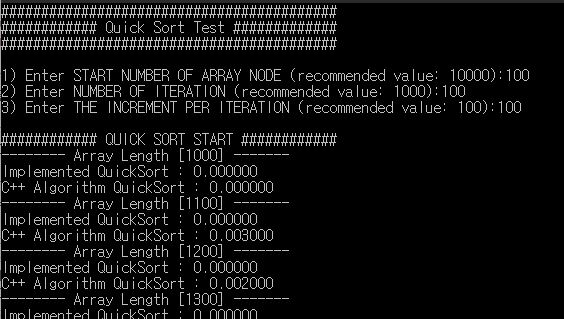 ###################################
############ Quick Sort Test ############
###################################
1) Enter START NUMBER OF ARRAY NODE (recommended value: 10000):100
2) Enter NUMBER OF ITERATION (recommended value: 1000):100
3) Enter THE INCREMENT PER ITERATION (recommended value: 100):100
########### QUICK SORT START ###########
-------- Array Length [1000] -------
Implemented QuickSort : 0.000000
C++ Algorithm QuickSort : 0.000000
-------- Array Length [1100] -------
Implemented QuickSort : 0.000000
C++ Algorithm QuickSort : 0.003000
-------- Array Length [1200] -------
Implemented QuickSort : 0.000000
C++ Algorithm QuickSort : 0.002000
-------- Array Length [1300] -------
Implemented QuickSort : 0.000000